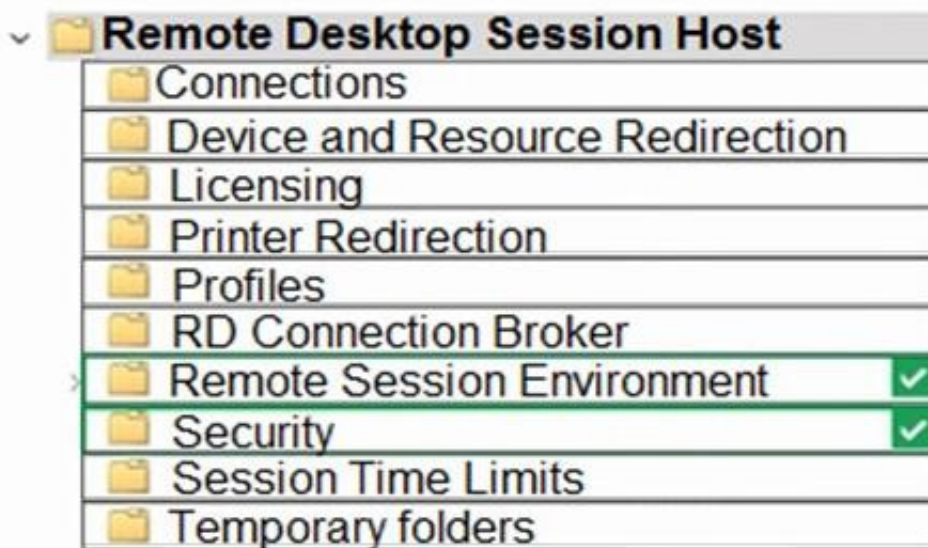 Remote Desktop Session Host
Connections
Device and Resource Redirection
Licensing
Printer Redirection
Profiles
RD Connection Broker
Remote Session Environment
Security
Session Time Limits
Temporary folders